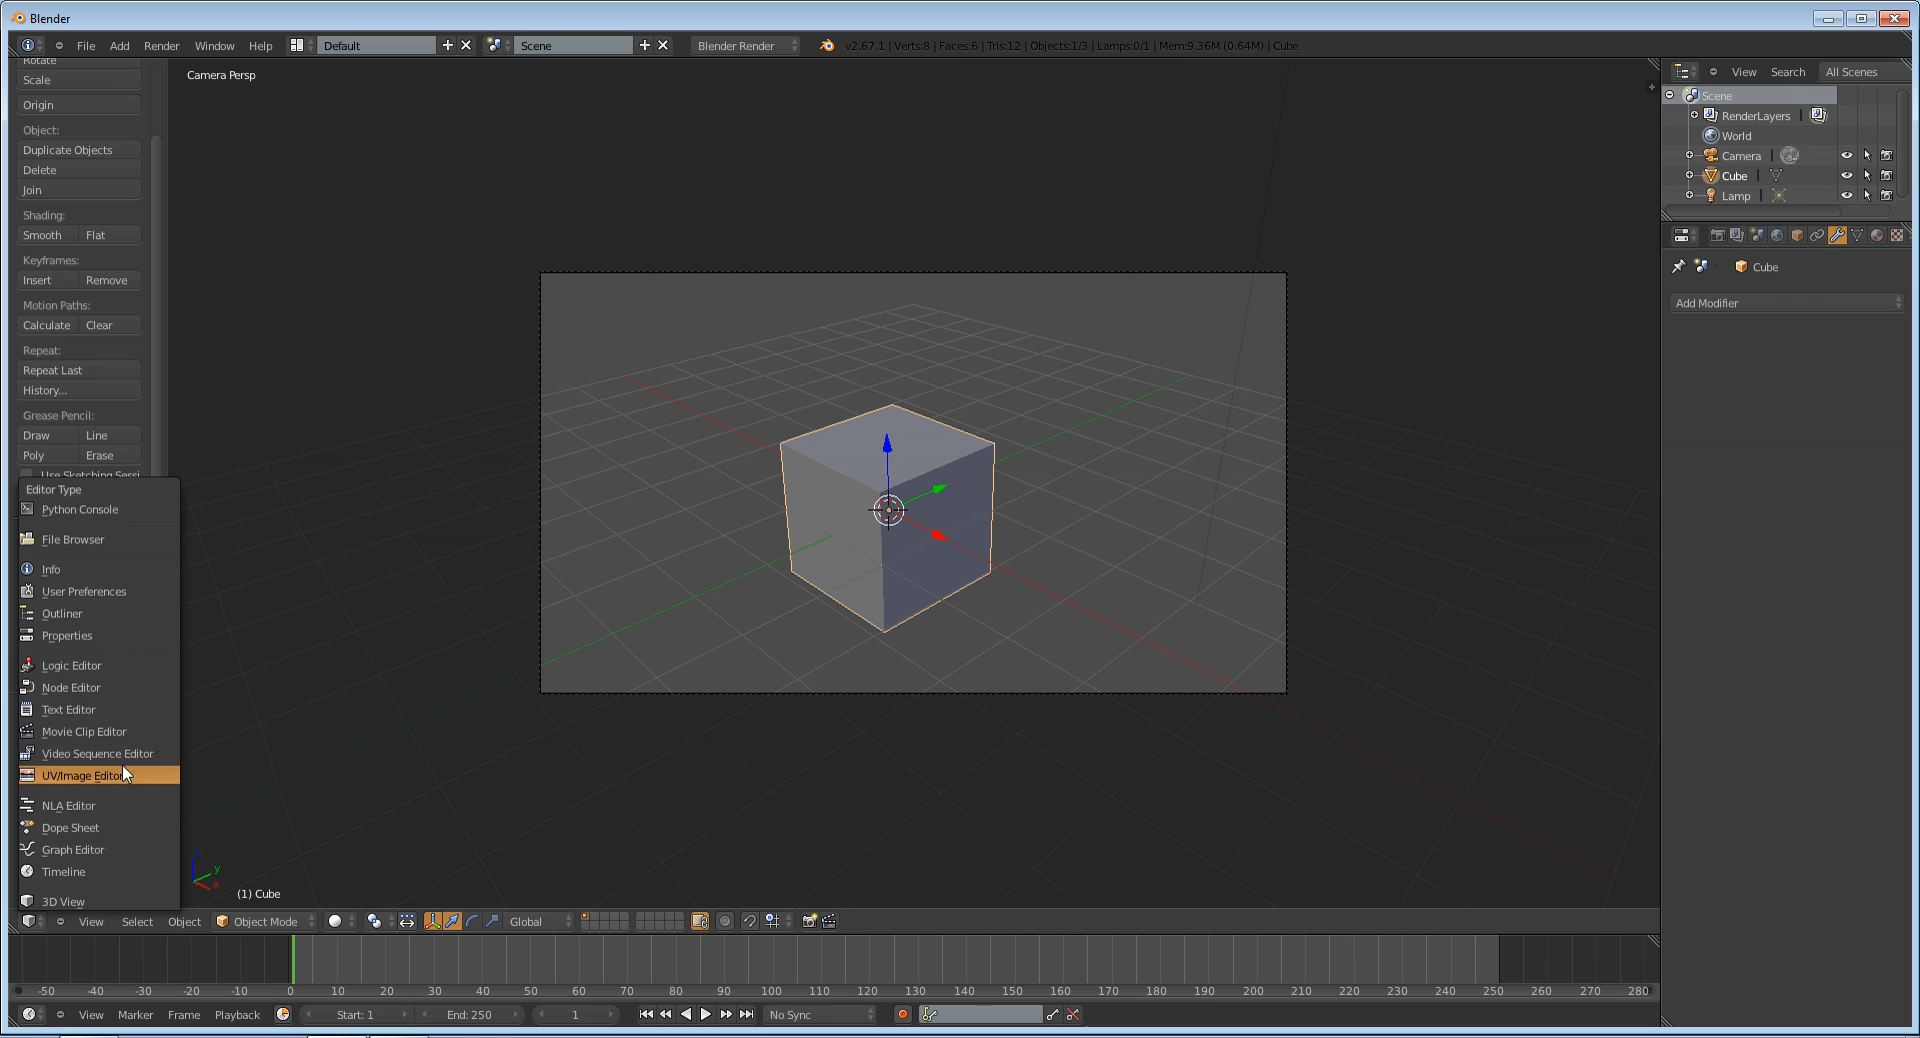 Blender
File Add Render Window Help Default Scene Blender Render v2.67.1 | Verts:8 | Faces:6 | Tris:12 | Objects:1/3 | Lamps:0/1 | Mem:9.36M (0.64M) | Cube
Rotate
Scale
Origin
Object:
Duplicate Objects
Delete
Join
Shading:
Smooth Flat
Keyframes:
Insert Remove
Motion Paths:
Calculate Clear
Repeat:
Repeat Last
History...
Grease Pencil:
Draw Line
Poly Erase
Use Sketching Sessi
Editor Type
Python Console
File Browser
Info
User Preferences
Outliner
Properties
Logic Editor
Node Editor
Text Editor
Movie Clip Editor
Video Sequence Editor
UV/Image Editor
NLA Editor
Dope Sheet
Graph Editor
Timeline
3D View
Camera Persp
z
y
x
(1) Cube
View Search All Scenes
Scene
RenderLayers |
World
Camera |
Cube |
Lamp |
Cube
Add Modifier
View Select Object Object Mode Global
-50 -40 -30 -20 -10 0 10 20 30 40 50 60 70 80 90 100 110 120 130 140 150 160 170 180 190 200 210 220 230 240 250 260 270 280
View Marker Frame Playback Start: 1 End: 250 1 No Sync